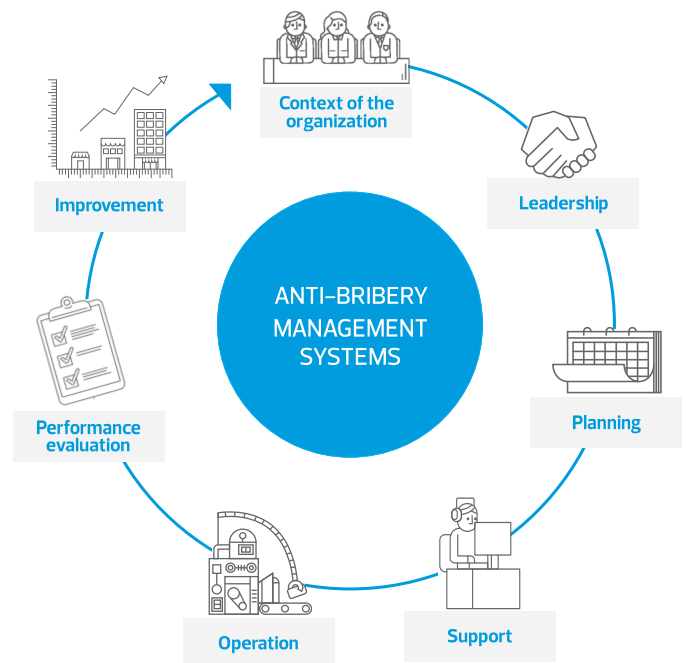 Context of the
organization
Leadership
Planning
Support
Operation
Performance
evaluation
Improvement
ANTI-BRIBERY
MANAGEMENT
SYSTEMS